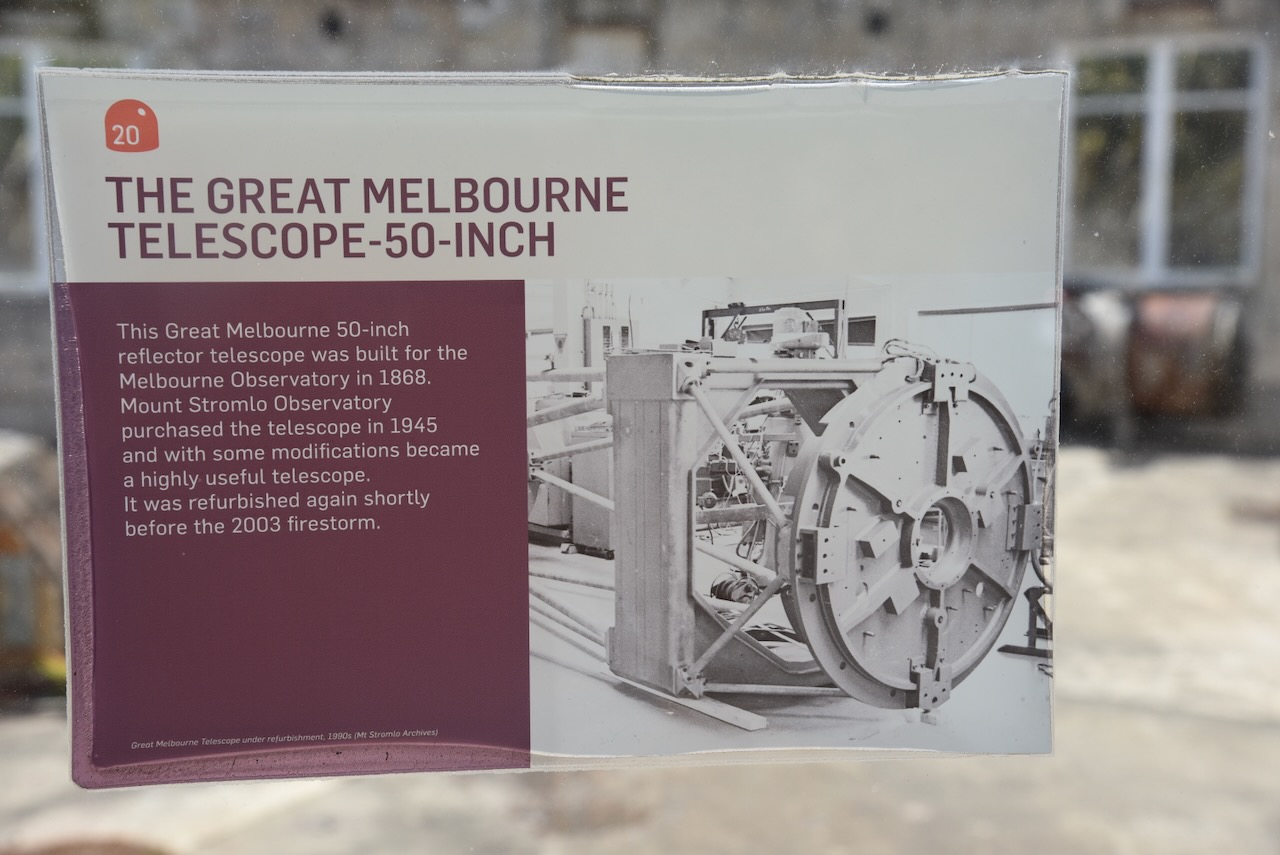 20
THE GREAT MELBOURNE
TELESCOPE-50-INCH
This Great Melbourne 50-inch
reflector telescope was built for the
Melbourne Observatory in 1868.
Mount Stromlo Observatory
purchased the telescope in 1945
and with some modifications became
a highly useful telescope.
It was refurbished again shortly
before the 2003 firestorm.
Great Melbourne Telescope under refurbishment, 1990s (Mt Stromlo Archives)